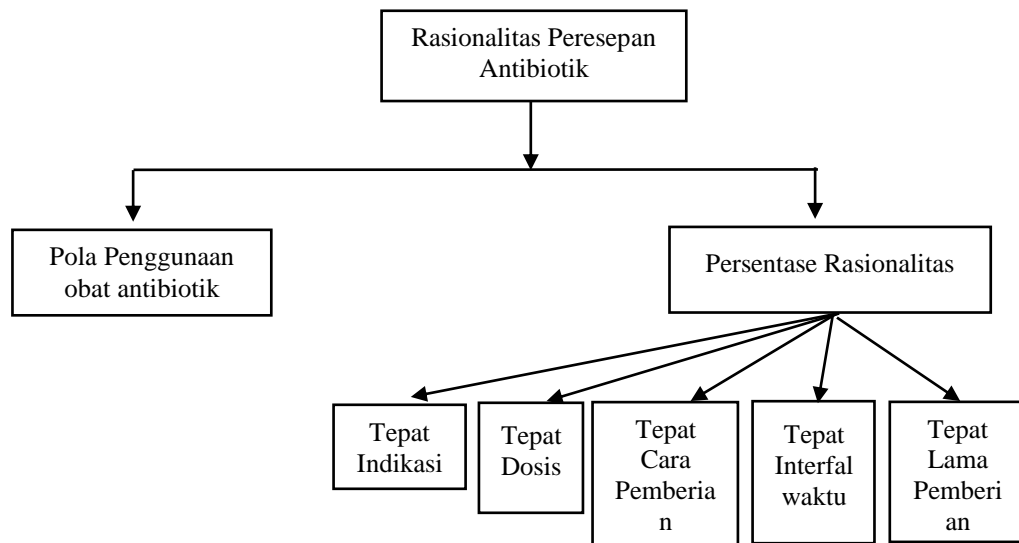 Rasionalitas Peresepan
Antibiotik
Pola Penggunaan
obat antibiotik
Persentase Rasionalitas
Tepat
Indikasi
Tepat
Dosis
Tepat
Cara
Pemberia
n
Tepat
Interfal
waktu
Tepat
Lama
Pemberi
an